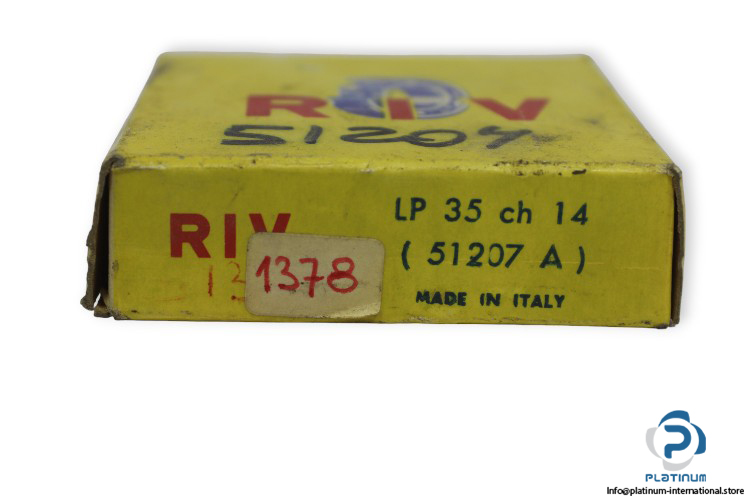 RIV
51207
RIV
LP 35 ch 14
( 51207 A )
1378
MADE IN ITALY
PLATINUM
Info@platinum-international.store